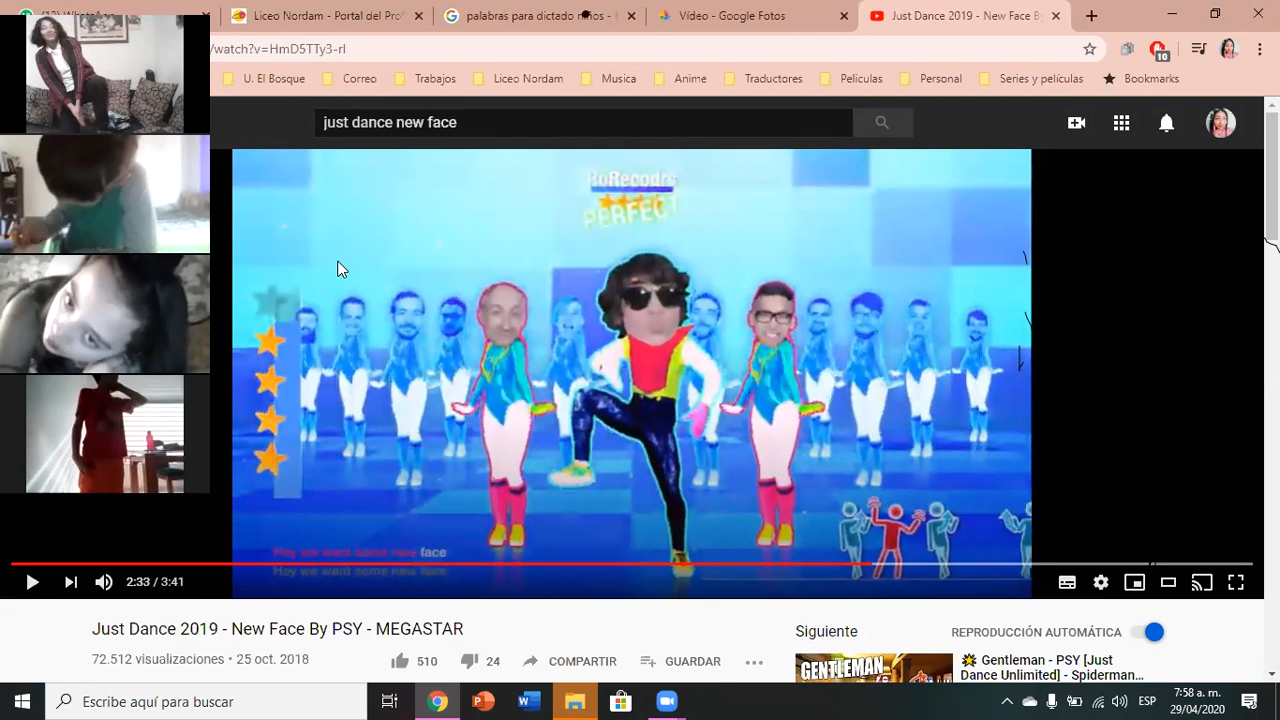 Liceo Nordam - Portal del Prof
palabras para dictado niños - B
Vídeo - Google Fotos
Just Dance 2019 - New Face By
/watch?v=HmD5TTy3-rI
10
U. El Bosque
Correo
Trabajos
Liceo Nordam
Musica
Anime
Traductores
Peliculas
Personal
Series y películas
Bookmarks
just dance new face
PERFECT
Hey we want some new face
Hey we want some new face
2:33 / 3:41
Just Dance 2019 - New Face By PSY - MEGASTAR
72.512 visualizaciones • 25 oct. 2018
510
24
COMPARTIR
GUARDAR
Siguiente
REPRODUCCIÓN AUTOMÁTICA
GENTLEMAN
Gentleman - PSY [Just
Dance Unlimited] - Spiderman...
Escribe aquí para buscar
ESP
7:58 a. m.
29/04/2020